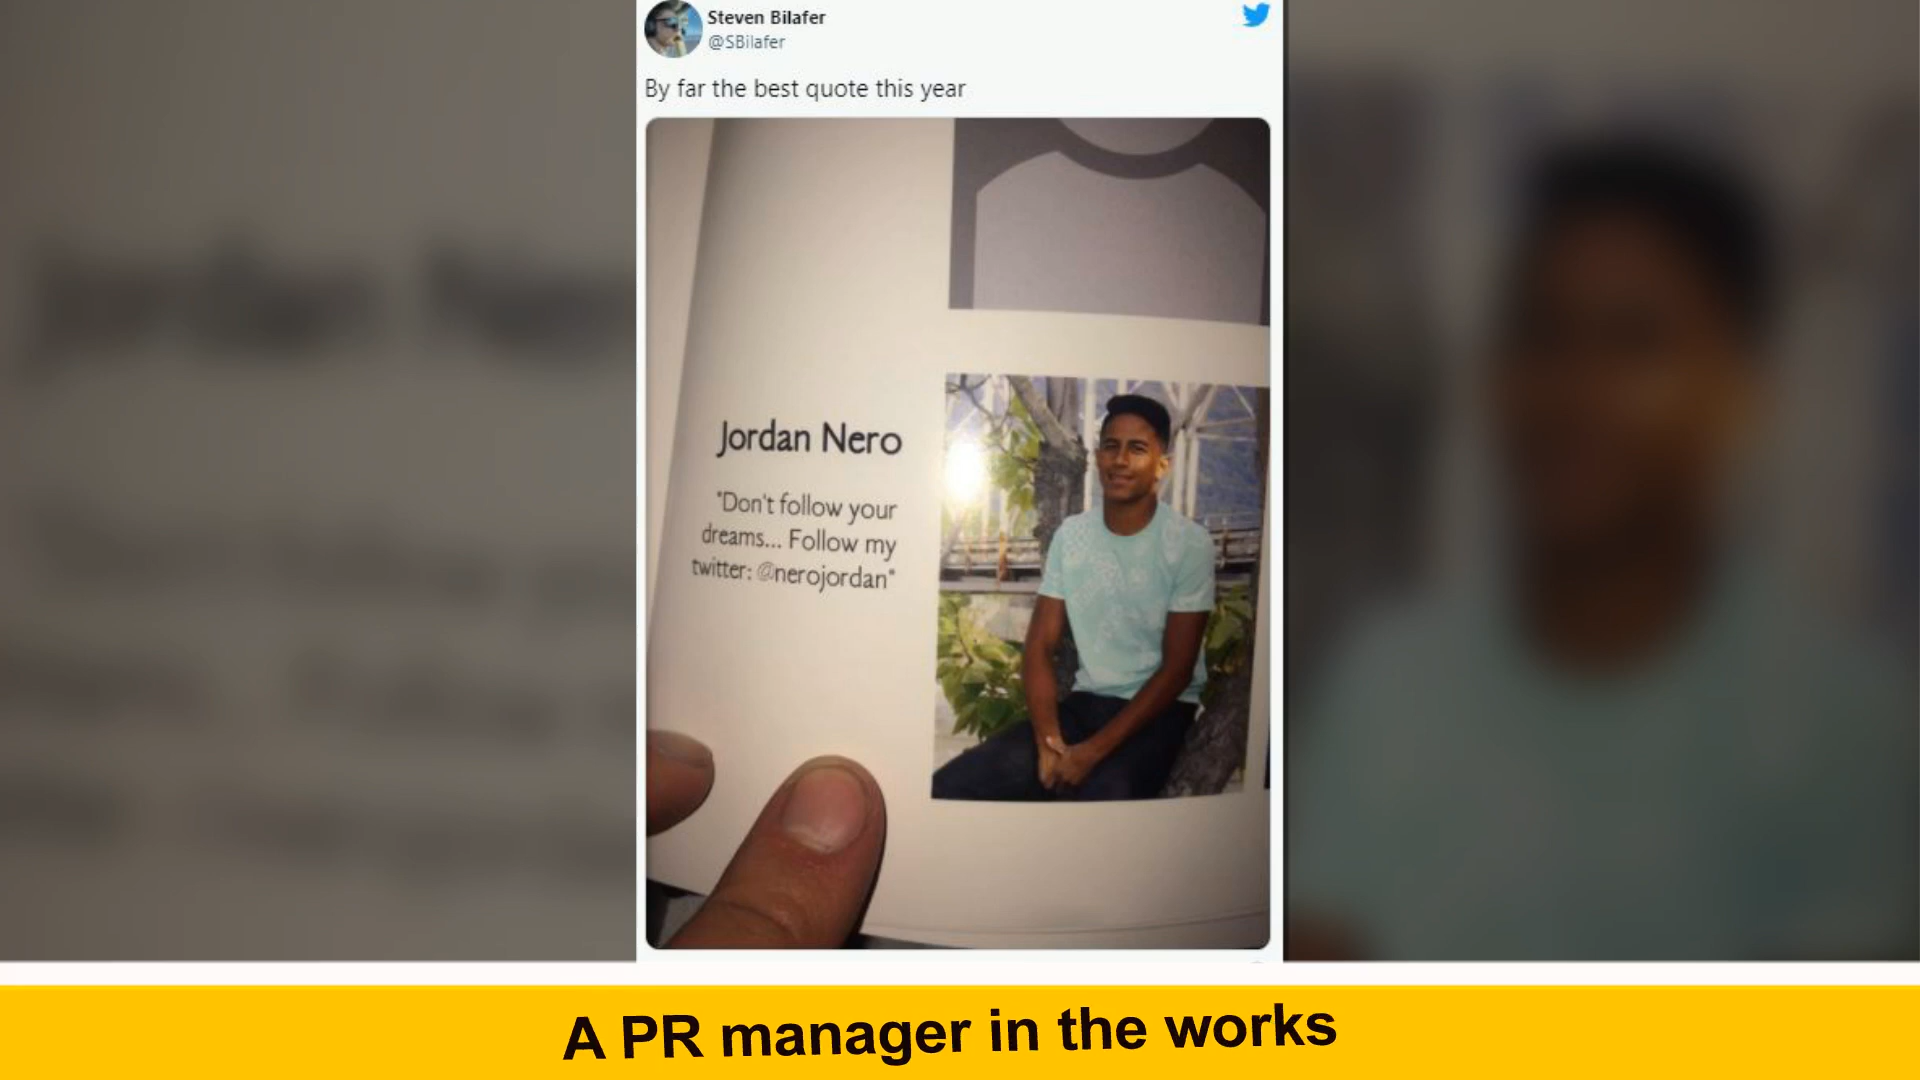 Steven Bilafer
@SBilafer
By far the best quote this year
Jordan Nero
"Don't follow your
dreams... Follow my
twitter: @nerojordan"
A PR manager in the works